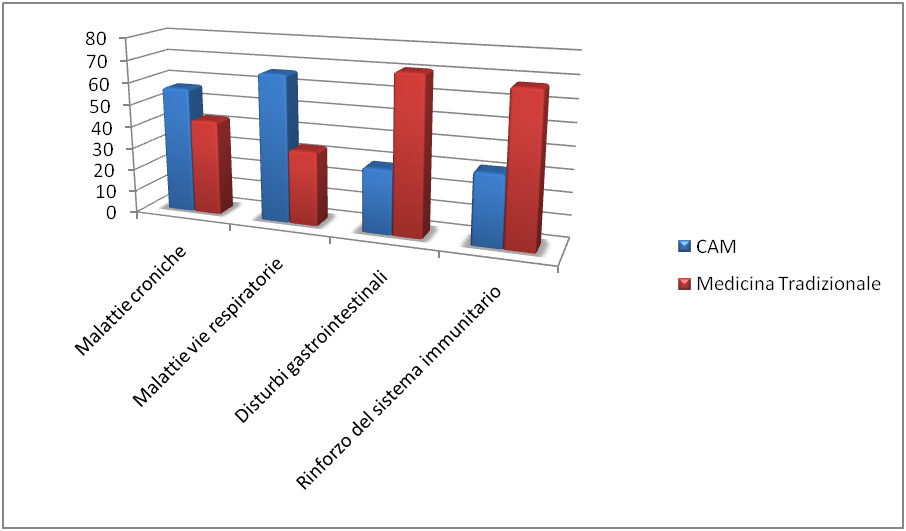 80
70
60
50
40
30
20
10
0
Malattie croniche
Malattie vie respiratorie
Disturbi gastrointestinali
Rinforzo del sistema immunitario
CAM
Medicina Tradizionale